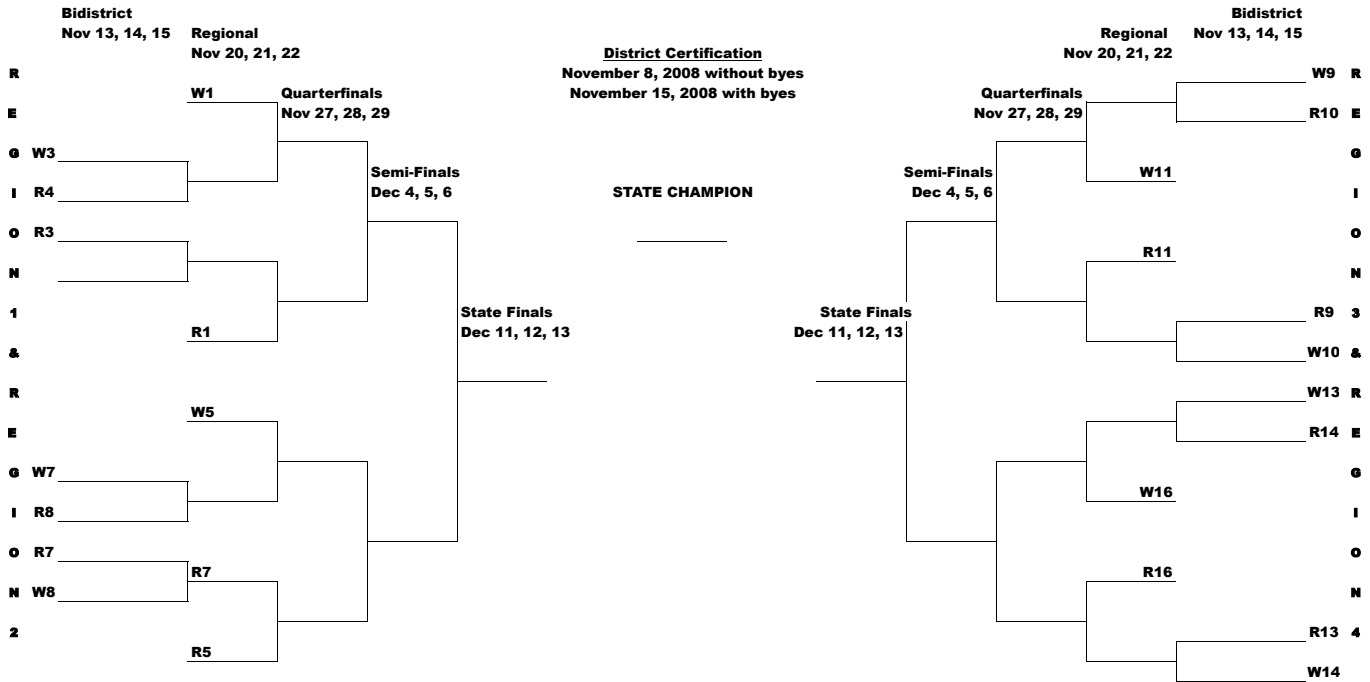 Bidistrict
Nov 13, 14, 15
Regional
Nov 20, 21, 22
Quarterfinals
Nov 27, 28, 29
Semi-Finals
Dec 4, 5, 6
State Finals
Dec 11, 12, 13
REGION 1 & REGION 2
W1
W3
R4
R3
R1
W5
W7
R8
R7
W8
R7
R5
District Certification
November 8, 2008 without byes
November 15, 2008 with byes
STATE CHAMPION
Bidistrict
Nov 13, 14, 15
Regional
Nov 20, 21, 22
Quarterfinals
Nov 27, 28, 29
Semi-Finals
Dec 4, 5, 6
State Finals
Dec 11, 12, 13
W9
R10
W11
R11
R9
W10
W13
R14
W16
R16
R13
W14
REGION 3 & REGION 4